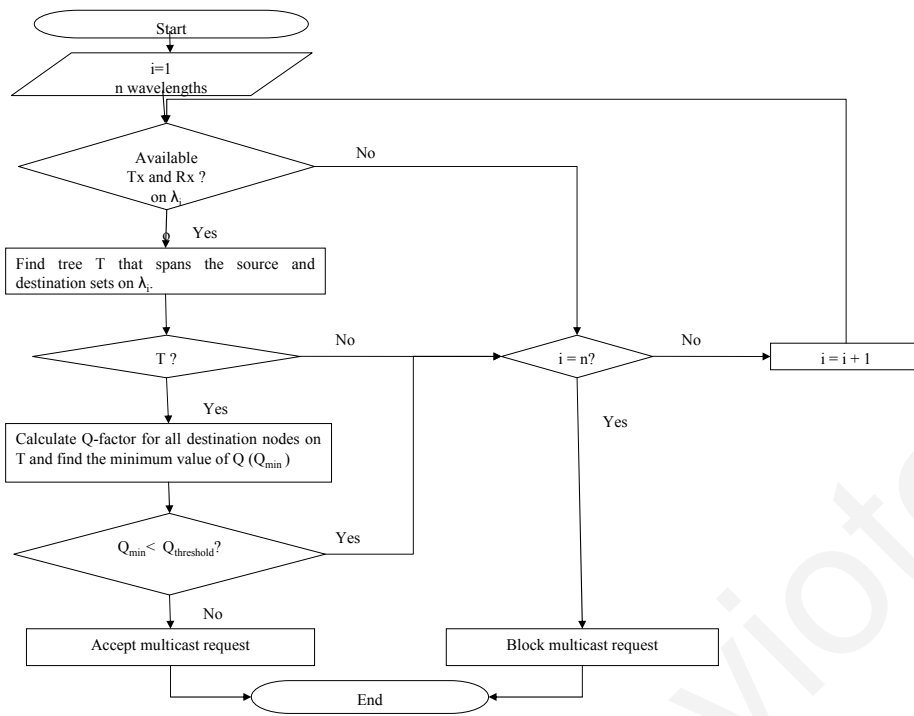 Start
i=1
n wavelengths
Available
Tx and Rx ?
on λi
No
Yes
Find tree T that spans the source and
destination sets on λi.
T ?
No
i = n?
No
i = i + 1
Yes
Yes
Calculate Q-factor for all destination nodes on
T and find the minimum value of Q (Qmin )
Qmin< Qthreshold?
Yes
No
Accept multicast request
Block multicast request
End